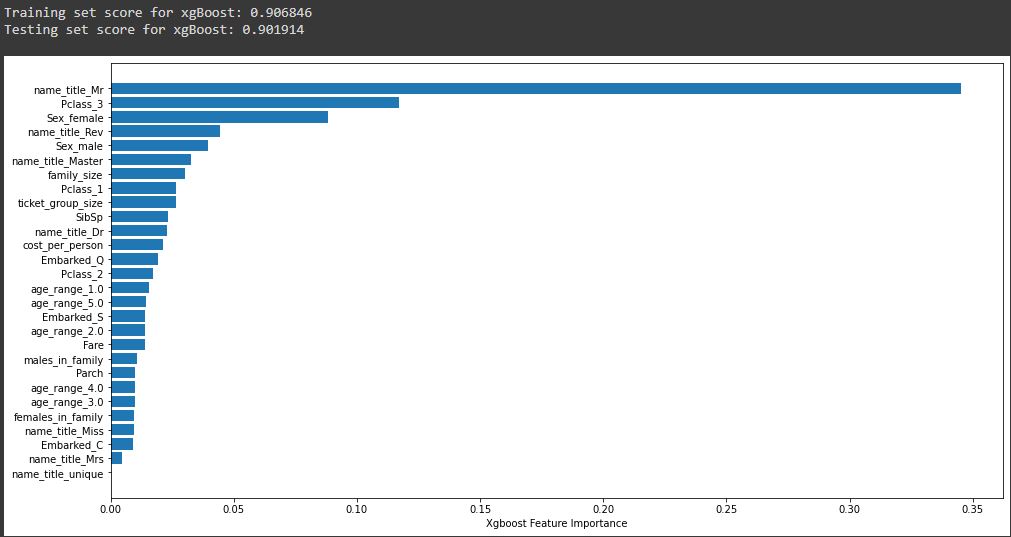 Training set score for xgBoost: 0.906846
Testing set score for xgBoost: 0.901914
name_title_Mr
Pclass_3
Sex_female
name_title_Rev
Sex_male
name_title_Master
family_size
Pclass_1
ticket_group_size
SibSp
name_title_Dr
cost_per_person
Embarked_Q
Pclass_2
age_range_1.0
age_range_5.0
Embarked_S
age_range_2.0
Fare
males_in_family
Parch
age_range_4.0
age_range_3.0
females_in_family
name_title_Miss
Embarked_C
name_title_Mrs
name_title_unique
0.00 0.05 0.10 0.15 0.20 0.25 0.30 0.35
Xgboost Feature Importance